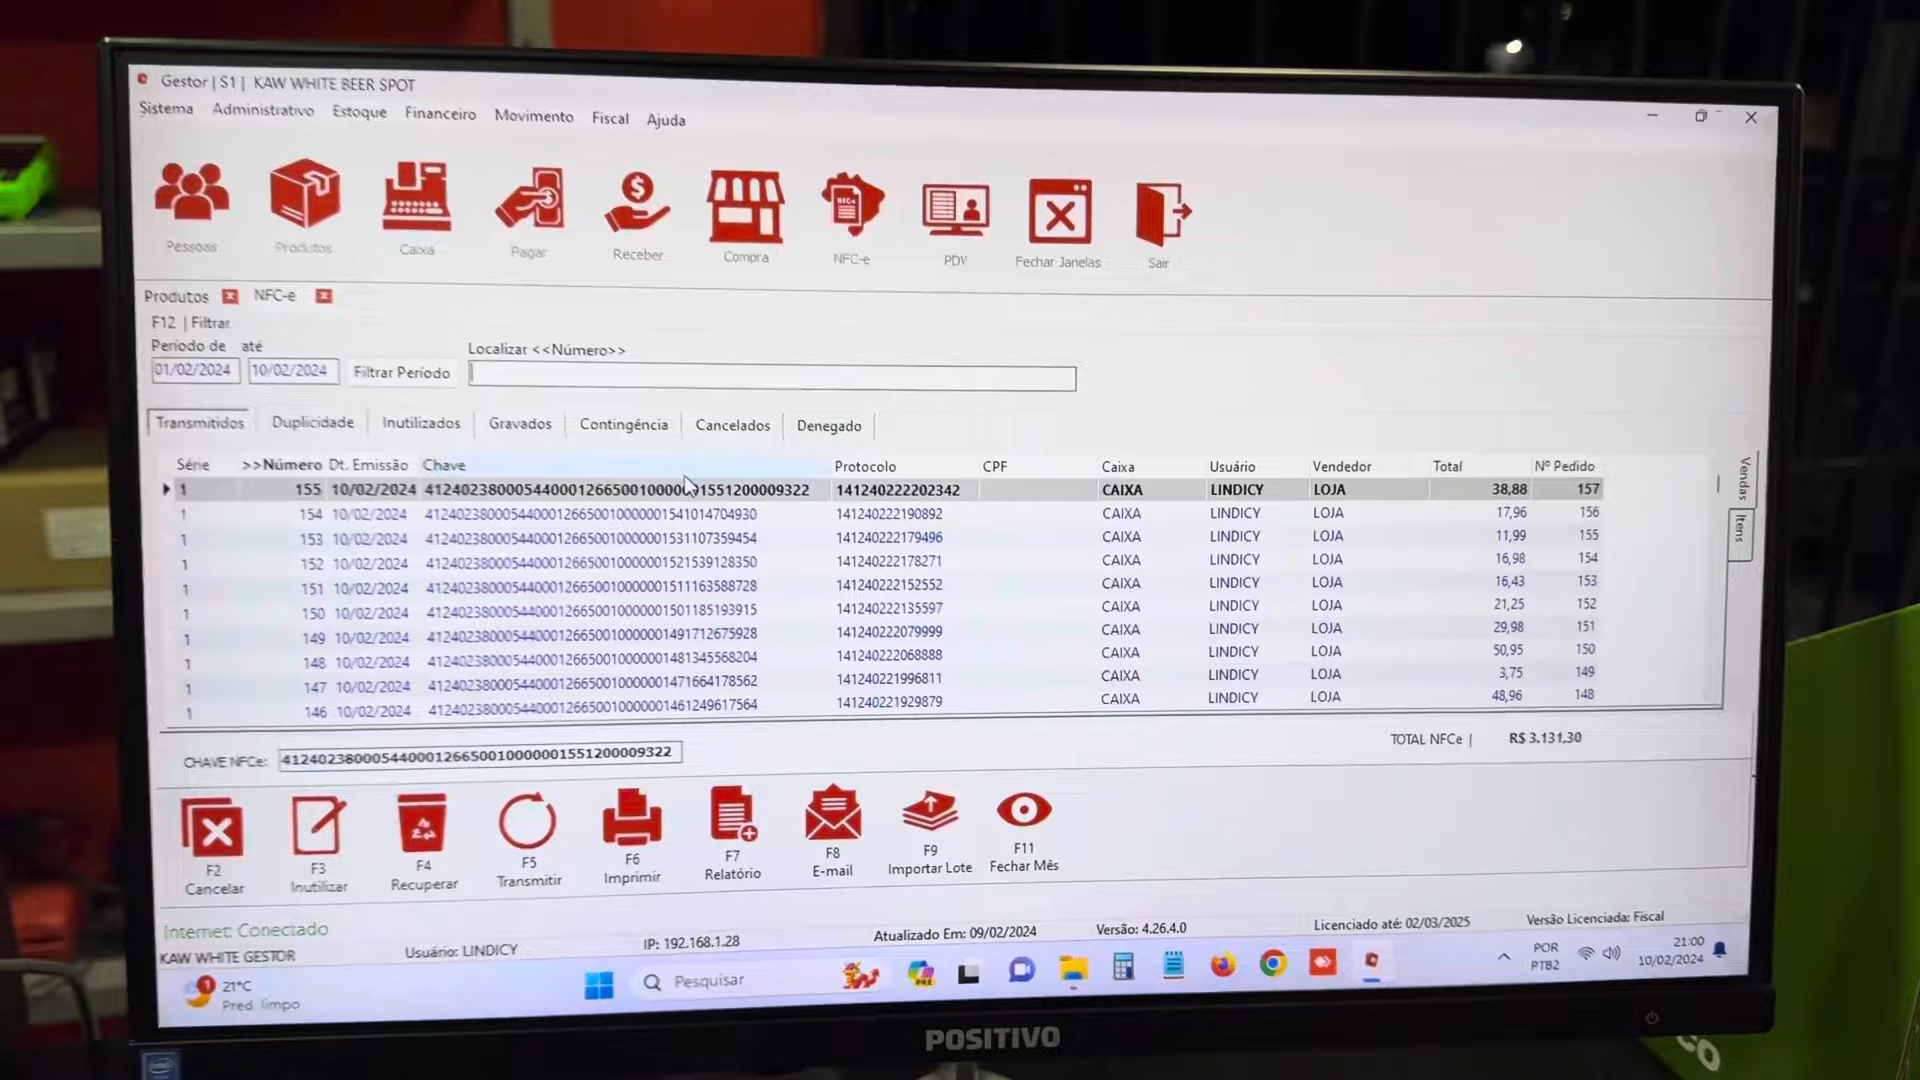 Gestor | S1 | KAW WHITE BEER SPOT
Sistema Administrativo Estoque Financeiro Movimento Fiscal Ajuda
Pessoas Produtos Caixa Pagar Receber Compra NFC-e PDV Fechar Janelas Sair
Produtos NFC-e
F12 | Filtrar
Período de até Localizar <<Número>>
01/02/2024 10/02/2024 Filtrar Período
Transmitidos Duplicidade Inutilizados Gravados Contingência Cancelados Denegado
Série >>Número Dt. Emissão Chave Protocolo CPF Caixa Usuário Vendedor Total Nº Pedido
1 155 10/02/2024 141240222202342 CAIXA LINDICY LOJA 38,88 157
1 154 10/02/2024 41240238000544000126650010000001541014704930 141240222190892 CAIXA LINDICY LOJA 17,96 156
1 153 10/02/2024 41240238000544000126650010000001531107359454 141240222179496 CAIXA LINDICY LOJA 11,99 155
1 152 10/02/2024 41240238000544000126650010000001521539128350 141240222178271 CAIXA LINDICY LOJA 16,98 154
1 151 10/02/2024 41240238000544000126650010000001511163588728 141240222152552 CAIXA LINDICY LOJA 16,43 153
1 150 10/02/2024 41240238000544000126650010000001501185193915 141240222135597 CAIXA LINDICY LOJA 21,25 152
1 149 10/02/2024 41240238000544000126650010000001491712675928 141240222079999 CAIXA LINDICY LOJA 29,98 151
1 148 10/02/2024 41240238000544000126650010000001481345568204 141240222068888 CAIXA LINDICY LOJA 50,95 150
1 147 10/02/2024 41240238000544000126650010000001471664178562 141240221996811 CAIXA LINDICY LOJA 3,75 149
1 146 10/02/2024 41240238000544000126650010000001461249617564 141240221929879 CAIXA LINDICY LOJA 48,96 148
Vendas
Itens
TOTAL NFCe | R$ 3.131,30
CHAVE NFCe: 41240238000544000126650010000001551200009322
F2 F3 F4 F5 F6 F7 F8 F9 F11
Cancelar Inutilizar Recuperar Transmitir Imprimir Relatório E-mail Importar Lote Fechar Mês
Internet: Conectado
KAW WHITE GESTOR Usuário: LINDICY IP: 192.168.1.28 Atualizado Em: 09/02/2024 Versão: 4.26.4.0 Licenciado até: 02/03/2025 Versão Licenciada: Fiscal
1 21°C
Pred. limpo
Pesquisar
PRE
POR
PTB2
21:00
10/02/2024
POSITIVO
intel